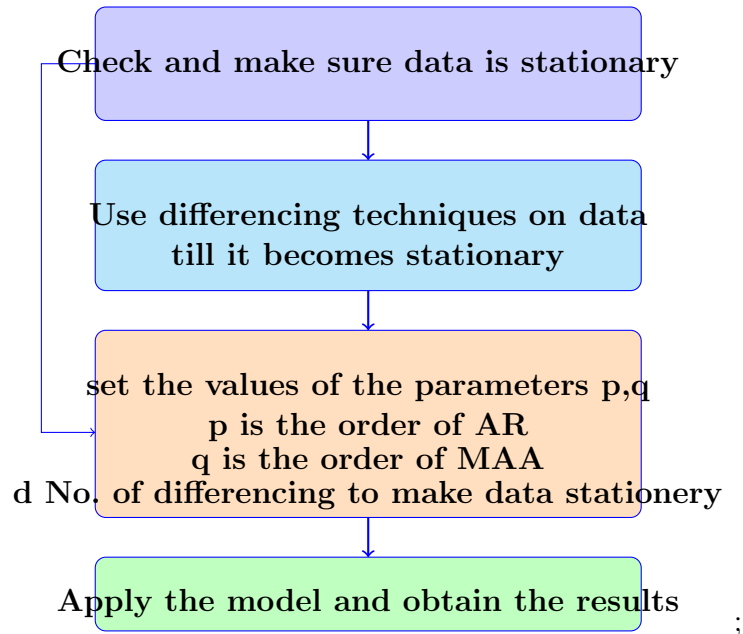 Check and make sure data is stationary
Use differencing techniques on data
till it becomes stationary
set the values of the parameters p,q
p is the order of AR
q is the order of MAA
d No. of differencing to make data stationery
Apply the model and obtain the results
;